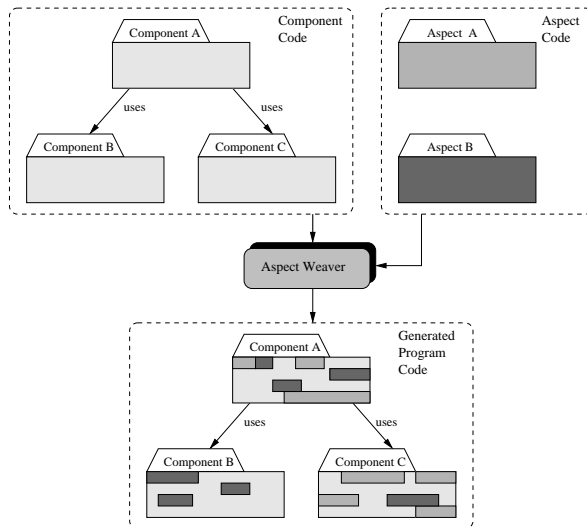 Component A
Component
Code
uses
uses
Component B
Component C
Aspect A
Aspect
Code
Aspect B
Aspect Weaver
Generated
Program
Code
Component A
uses
uses
Component B
Component C